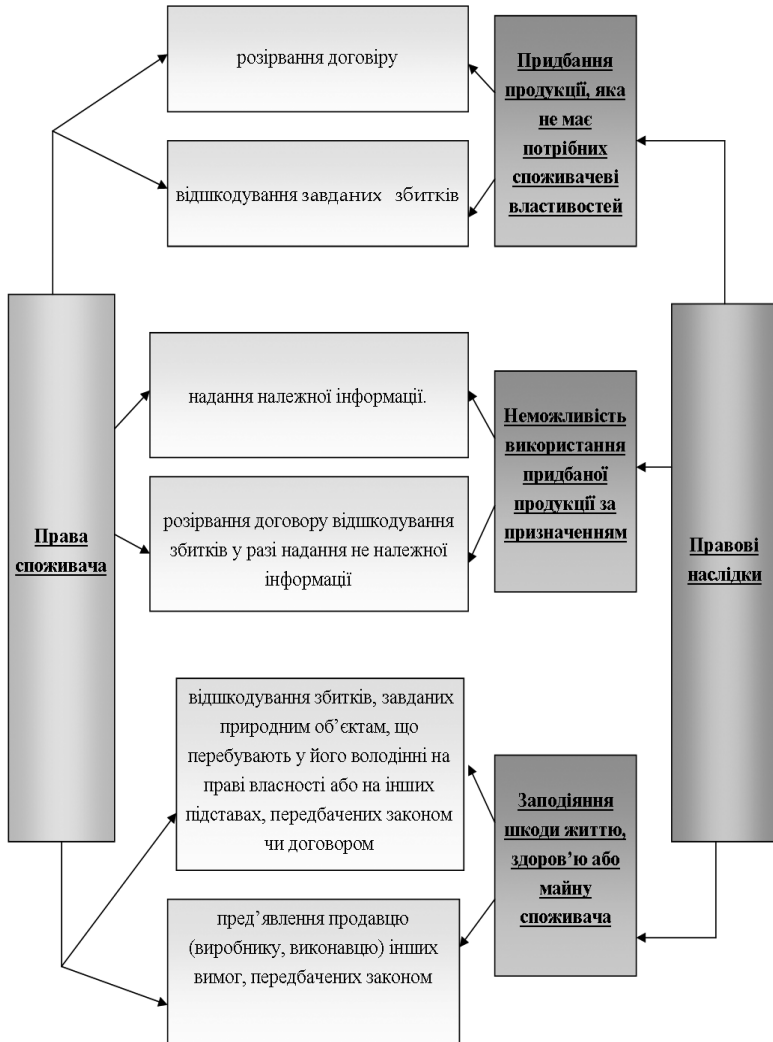 розірвання договіру
Придбання
продукції, яка
не має
потрібних
споживачеві
властивостей
відшкодування завданих збитків
надання належної інформації.
Неможливість
використання
придбаної
продукції за
призначенням
розірвання договору відшкодування
збитків у разі надання не належної
інформації
Права
споживача
Правові
наслідки
відшкодування збитків, завданих
природним об’єктам, що
перебувають у його володінні на
праві власності або на інших
підставах, передбачених законом
чи договором
Заподіяння
шкоди життю,
здоров’ю або
майну
споживача
пред’явлення продавцю
(виробнику, виконавцю) інших
вимог, передбачених законом